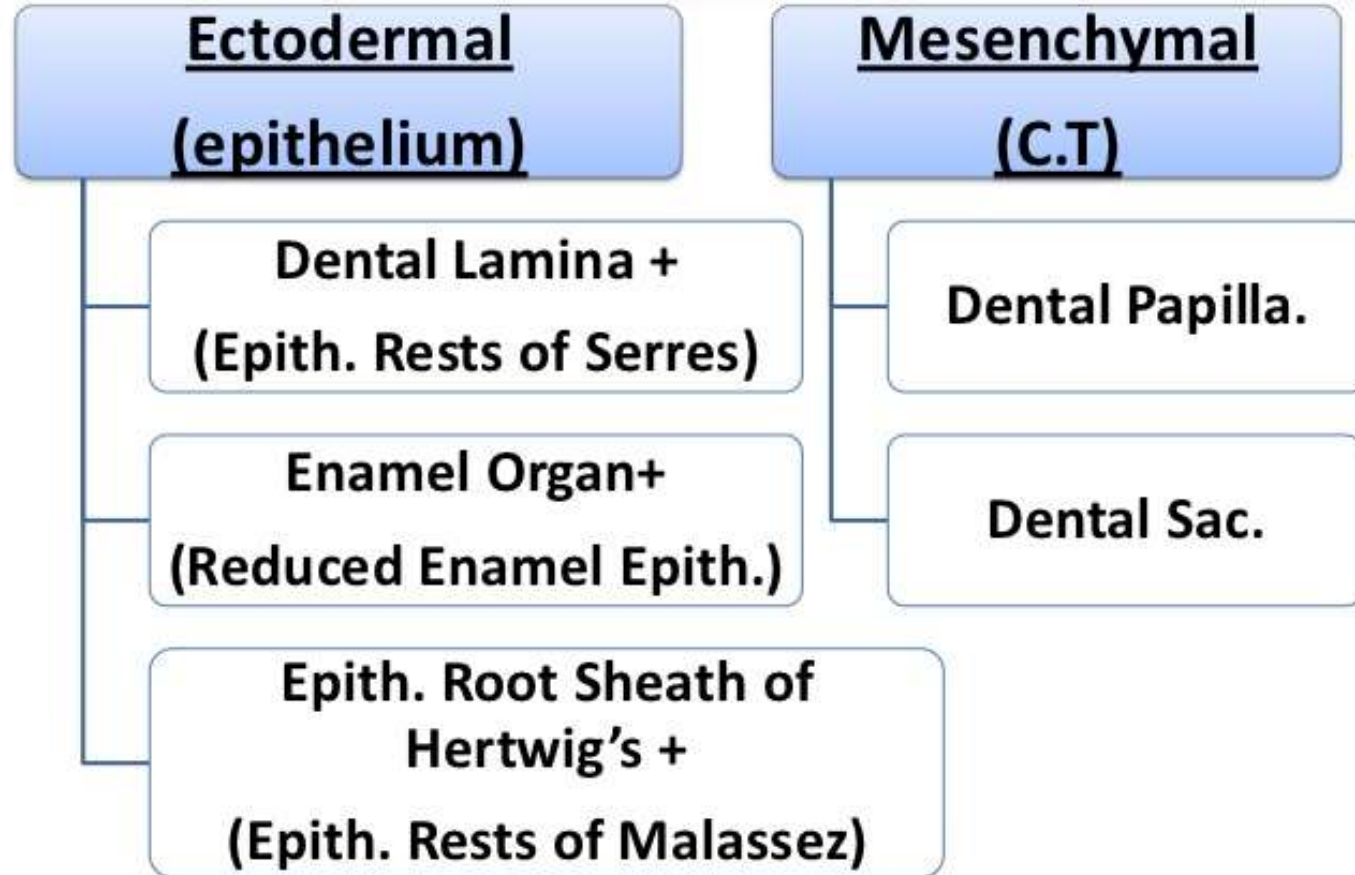 Ectodermal
(epithelium)
Dental Lamina +
(Epith. Rests of Serres)
Enamel Organ+
(Reduced Enamel Epith.)
Epith. Root Sheath of
Hertwig’s +
(Epith. Rests of Malassez)
Mesenchymal
(C.T)
Dental Papilla.
Dental Sac.